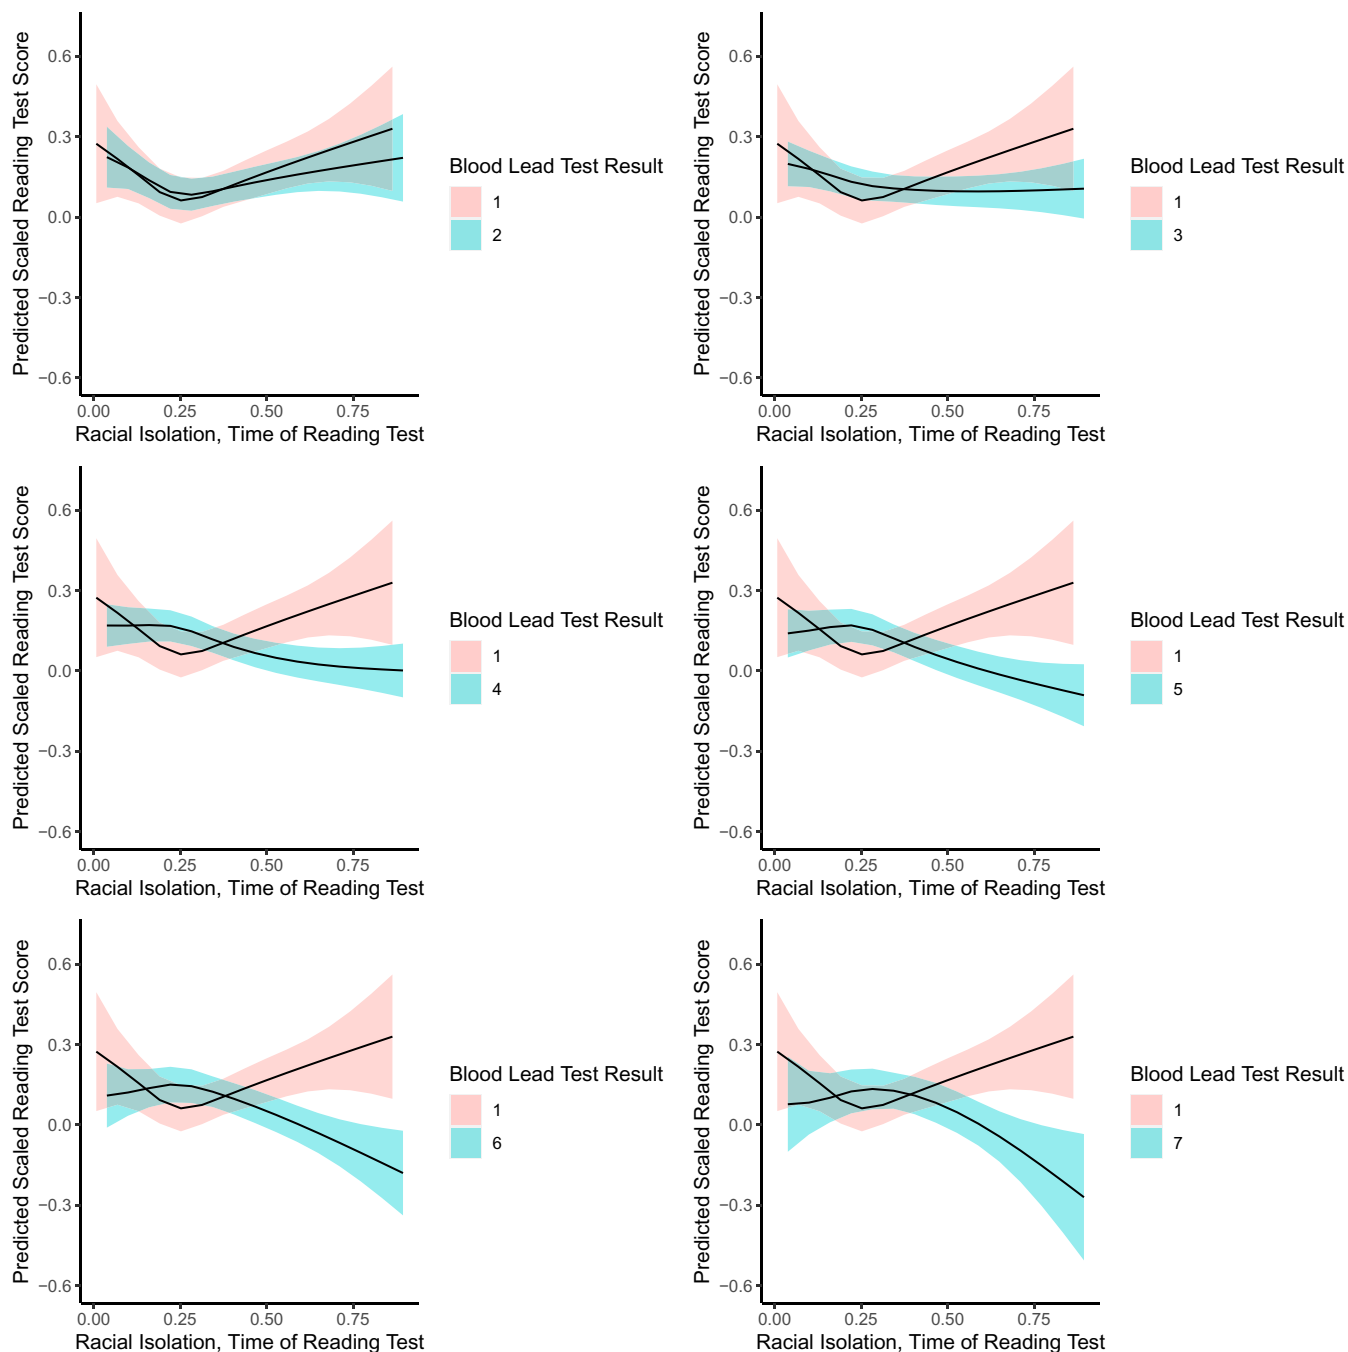 Predicted Scaled Reading Test Score
0.6
0.3
0.0
−0.3
−0.6
0.00 0.25 0.50 0.75
Racial Isolation, Time of Reading Test
Blood Lead Test Result
1
2
Predicted Scaled Reading Test Score
0.6
0.3
0.0
−0.3
−0.6
0.00 0.25 0.50 0.75
Racial Isolation, Time of Reading Test
Blood Lead Test Result
1
3
Predicted Scaled Reading Test Score
0.6
0.3
0.0
−0.3
−0.6
0.00 0.25 0.50 0.75
Racial Isolation, Time of Reading Test
Blood Lead Test Result
1
4
Predicted Scaled Reading Test Score
0.6
0.3
0.0
−0.3
−0.6
0.00 0.25 0.50 0.75
Racial Isolation, Time of Reading Test
Blood Lead Test Result
1
5
Predicted Scaled Reading Test Score
0.6
0.3
0.0
−0.3
−0.6
0.00 0.25 0.50 0.75
Racial Isolation, Time of Reading Test
Blood Lead Test Result
1
6
Predicted Scaled Reading Test Score
0.6
0.3
0.0
−0.3
−0.6
0.00 0.25 0.50 0.75
Racial Isolation, Time of Reading Test
Blood Lead Test Result
1
7